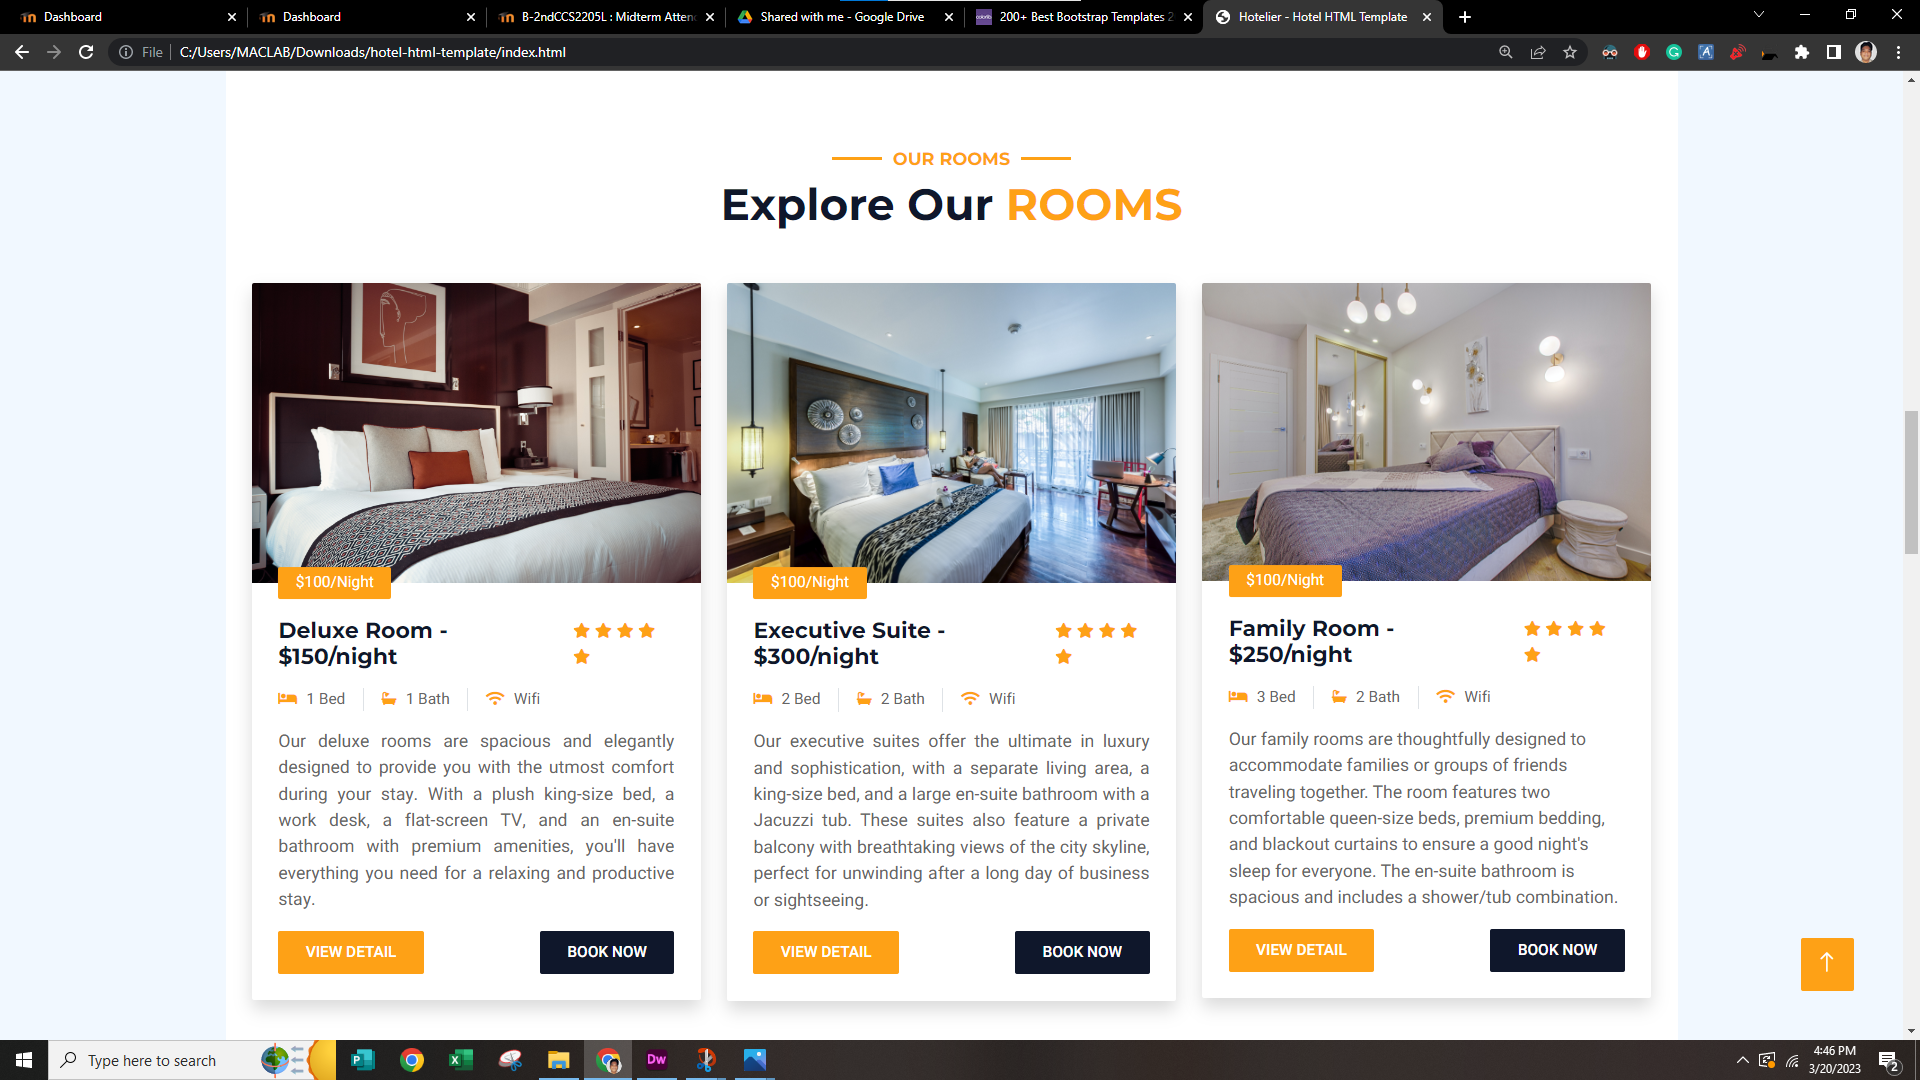 Dashboard
Dashboard
B-2ndCCS2205L : Midterm Atten
Shared with me - Google Drive
200+ Best Bootstrap Templates 2
Hotelier - Hotel HTML Template
File
C:/Users/MACLAB/Downloads/hotel-html-template/index.html
OUR ROOMS
Explore Our ROOMS
$100/Night
Deluxe Room -
$150/night
1 Bed
1 Bath
Wifi
Our deluxe rooms are spacious and elegantly
designed to provide you with the utmost comfort
during your stay. With a plush king-size bed, a
work desk, a flat-screen TV, and an en-suite
bathroom with premium amenities, you'll have
everything you need for a relaxing and productive
stay.
VIEW DETAIL
BOOK NOW
$100/Night
Executive Suite -
$300/night
2 Bed
2 Bath
Wifi
Our executive suites offer the ultimate in luxury
and sophistication, with a separate living area, a
king-size bed, and a large en-suite bathroom with a
Jacuzzi tub. These suites also feature a private
balcony with breathtaking views of the city skyline,
perfect for unwinding after a long day of business
or sightseeing.
VIEW DETAIL
BOOK NOW
$100/Night
Family Room -
$250/night
3 Bed
2 Bath
Wifi
Our family rooms are thoughtfully designed to
accommodate families or groups of friends
traveling together. The room features two
comfortable queen-size beds, premium bedding,
and blackout curtains to ensure a good night's
sleep for everyone. The en-suite bathroom is
spacious and includes a shower/tub combination.
VIEW DETAIL
BOOK NOW
Type here to search
Dw
4:46 PM
3/20/2023
2